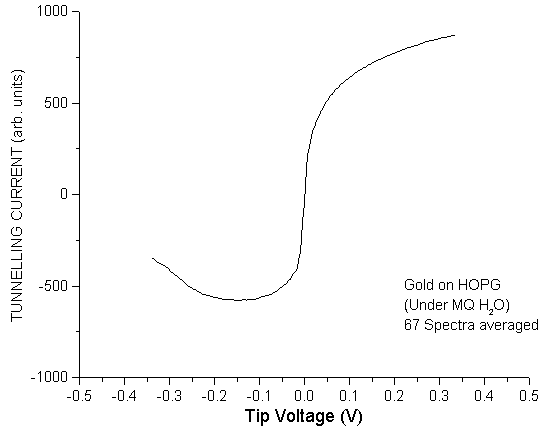 1000
500
0
-500
-1000
TUNNELLING CURRENT (arb. units)
Gold on HOPG
(Under MQ H₂O)
67 Spectra averaged
-0.5 -0.4 -0.3 -0.2 -0.1 0.0 0.1 0.2 0.3 0.4 0.5
Tip Voltage (V)